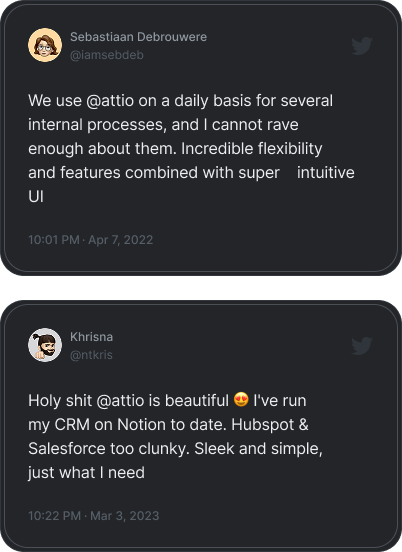 Sebastiaan Debrouwere
@iamsebdeb
We use @attio on a daily basis for several
internal processes, and I cannot rave
enough about them. Incredible flexibility
and features combined with super intuitive
UI
10:01 PM · Apr 7, 2022
Khrisna
@ntkris
Holy shit @attio is beautiful 😍 I've run
my CRM on Notion to date. Hubspot &
Salesforce too clunky. Sleek and simple,
just what I need
10:22 PM · Mar 3, 2023